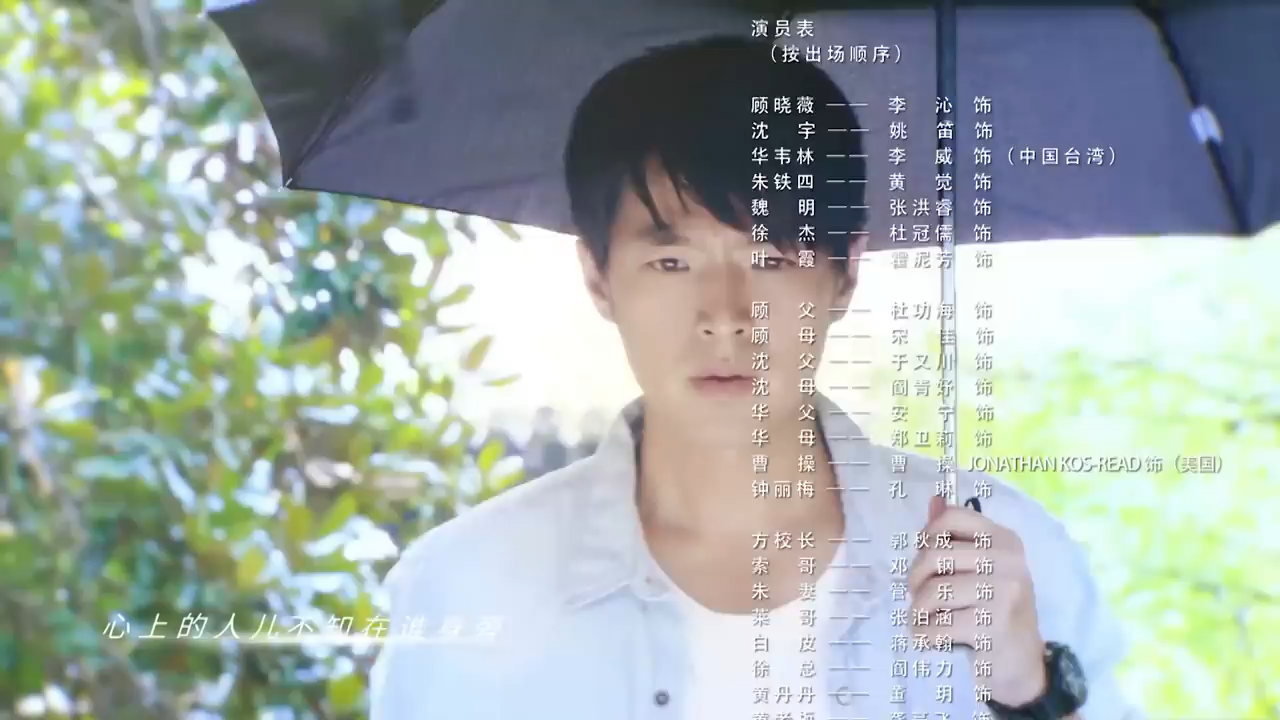 演员表
（按出场顺序）
顾晓薇 —— 李沁 饰
沈宇 —— 姚笛 饰
华韦林 —— 李威 饰（中国台湾）
朱铁四 —— 黄觉 饰
魏明 —— 张洪睿 饰
徐杰 —— 杜冠儒 饰
叶霞 —— 霍泥芳 饰
顾父 —— 杜功海 饰
顾母 —— 宋佳 饰
沈父 —— 于又川 饰
沈母 —— 阎青妤 饰
华父 —— 安宁 饰
华母 —— 郑卫莉 饰
曹操 —— 曹操 JONATHAN KOS-READ 饰（美国）
钟丽梅 —— 孔琳 饰
方校长 —— 郭秋成 饰
索哥 —— 邓钢 饰
朱妻 —— 管乐 饰
莱哥 —— 张泊涵 饰
白皮 —— 蒋承翰 饰
徐总 —— 阎伟力 饰
黄丹丹 —— 童玥 饰
心上的人儿不知在谁身旁